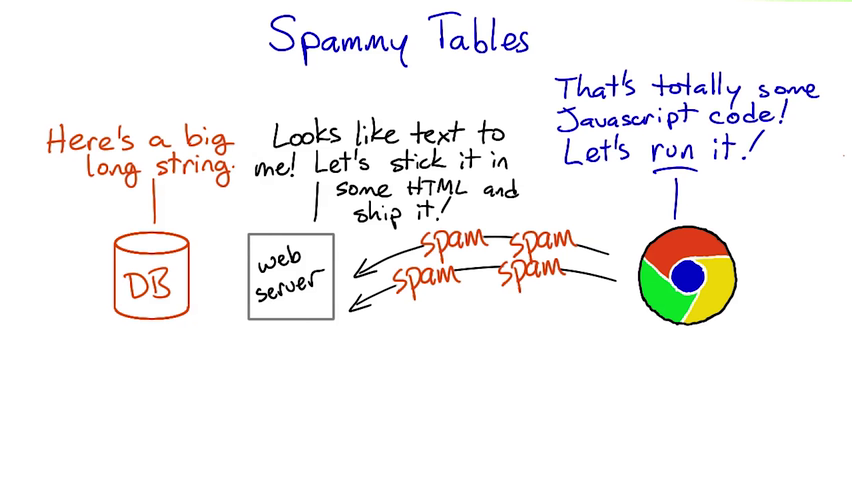 Spammy Tables
Here's a big
long string.
Looks like text to
me! Let's stick it in
some HTML and
ship it!
That's totally some
Javascript code!
Let's run it!
DB
web
server
spam spam
spam spam